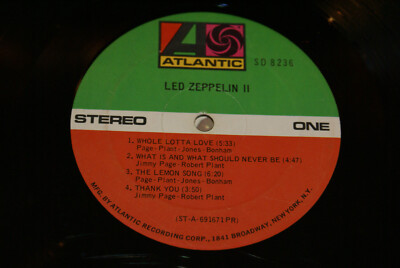 ATLANTIC
SD 8236
LED ZEPPELIN II
STEREO
ONE
1. WHOLE LOTTA LOVE (5:33)
Page-Plant-Jones-Bonham
2. WHAT IS AND WHAT SHOULD NEVER BE (4:47)
Jimmy Page-Robert Plant
3. THE LEMON SONG (6:20)
Page-Plant-Jones-Bonham
4. THANK YOU (3:50)
Jimmy Page-Robert Plant
(ST-A-691671PR)
MFG. BY ATLANTIC RECORDING CORP., 1841 BROADWAY, NEW YORK, N.Y.